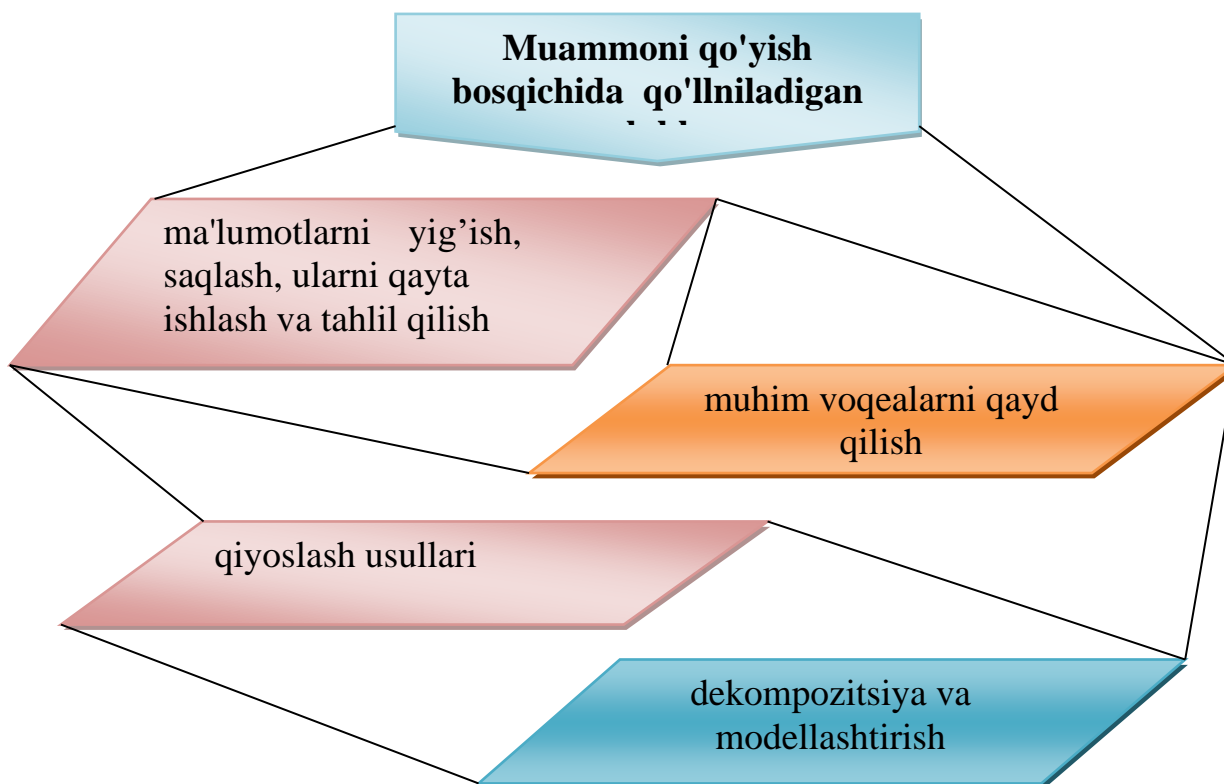 Muammoni qo'yish
bosqichida qo'llniladigan
ma'lumotlarni yig’ish,
saqlash, ularni qayta
ishlash va tahlil qilish
muhim voqealarni qayd
qilish
qiyoslash usullari
dekompozitsiya va
modellashtirish